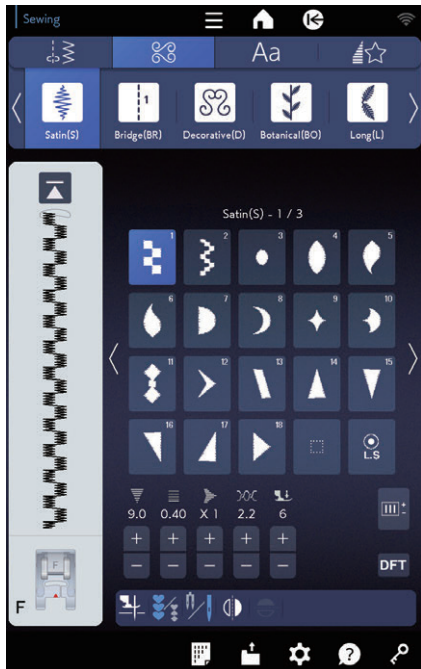 Sewing
Aa
1
Satin(S) Bridge(BR) Decorative(D) Botanical(BO) Long(L)
Satin(S) - 1 / 3
1 2 3 4 5
6 7 8 9 10
11 12 13 14 15
16 17 18
L.S
9.0 0.40 X 1 2.2 6
+ + + + +
− − − − −
DFT
F
F
?